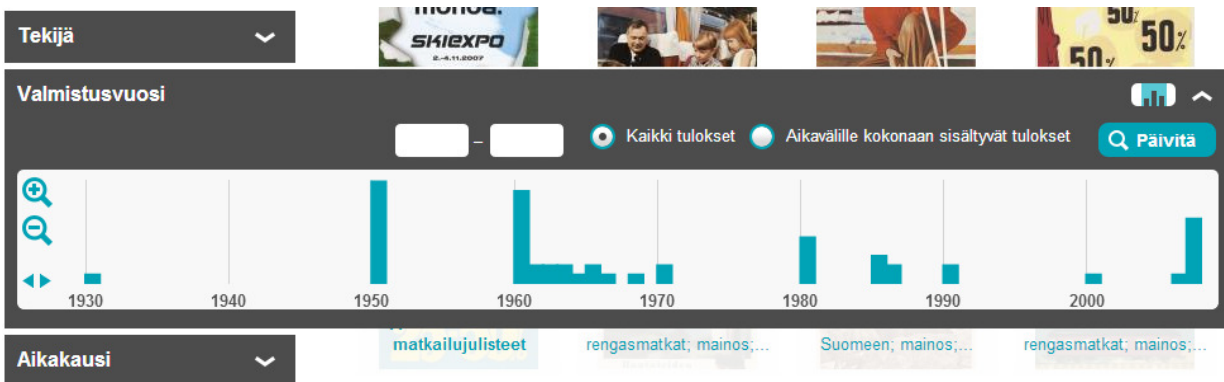 monoa.
SKIEXPO
2.-4.11.2007
50%
50%
50%
Tekijä
Valmistusvuosi
–
Kaikki tulokset
Aikavälille kokonaan sisältyvät tulokset
Päivitä
1930 1940 1950 1960 1970 1980 1990 2000
matkailujulisteet
rengasmatkat; mainos;...
Suomeen; mainos;...
rengasmatkat; mainos;...
Aikakausi